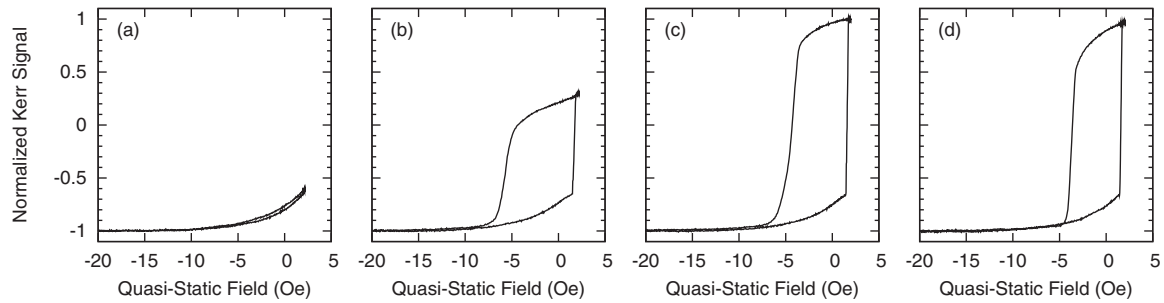 Normalized Kerr Signal
1
0.5
0
-0.5
-1
(a) (b) (c) (d)
-20 -15 -10 -5 0 5 -20 -15 -10 -5 0 5 -20 -15 -10 -5 0 5 -20 -15 -10 -5 0 5
Quasi-Static Field (Oe) Quasi-Static Field (Oe) Quasi-Static Field (Oe) Quasi-Static Field (Oe)